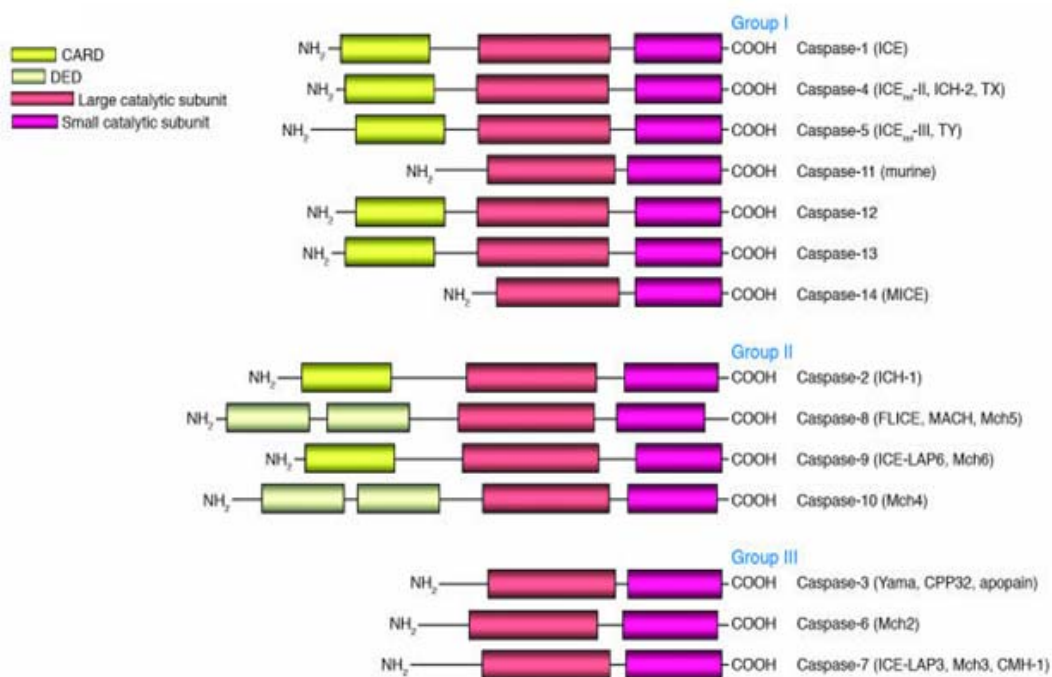 Group I
CARD
DED
Large catalytic subunit
Small catalytic subunit
NH2 COOH Caspase-1 (ICE)
NH2 COOH Caspase-4 (ICErel-II, ICH-2, TX)
NH2 COOH Caspase-5 (ICErel-III, TY)
NH2 COOH Caspase-11 (murine)
NH2 COOH Caspase-12
NH2 COOH Caspase-13
NH2 COOH Caspase-14 (MICE)
Group II
NH2 COOH Caspase-2 (ICH-1)
NH2 COOH Caspase-8 (FLICE, MACH, Mch5)
NH2 COOH Caspase-9 (ICE-LAP6, Mch6)
NH2 COOH Caspase-10 (Mch4)
Group III
NH2 COOH Caspase-3 (Yama, CPP32, apopain)
NH2 COOH Caspase-6 (Mch2)
NH2 COOH Caspase-7 (ICE-LAP3, Mch3, CMH-1)